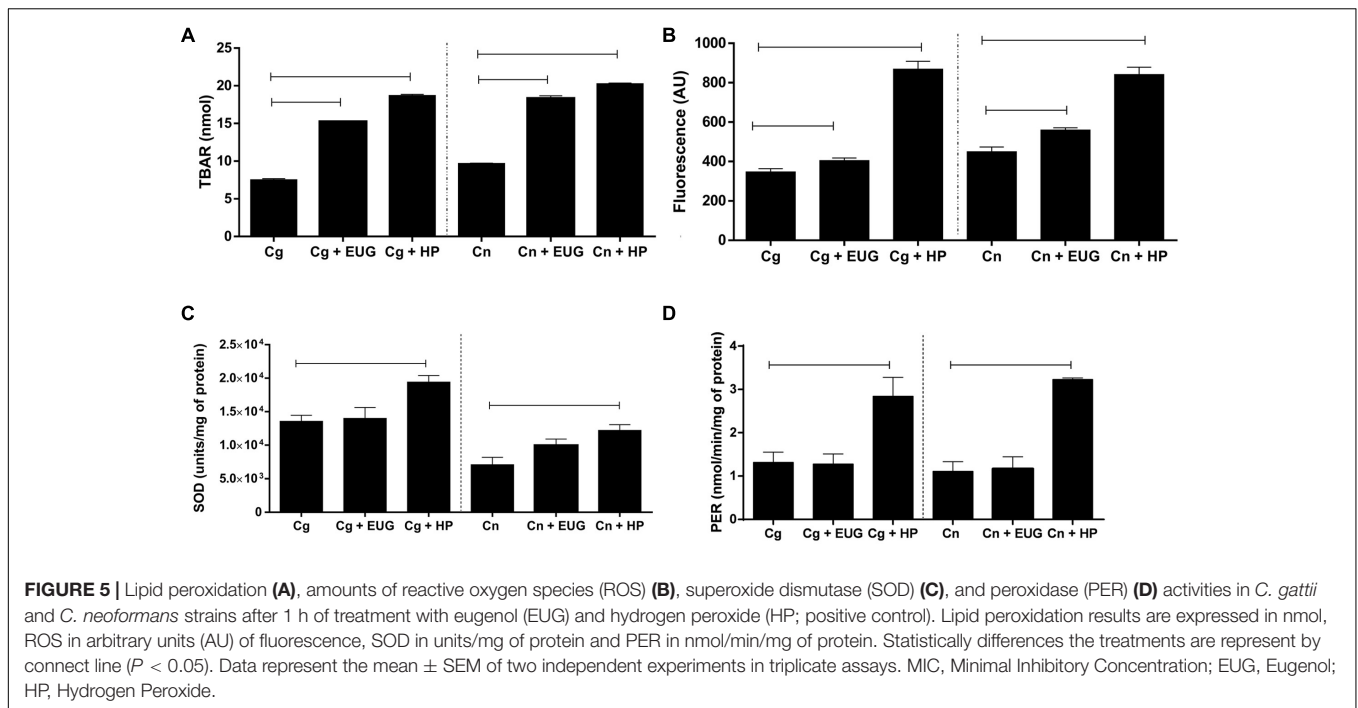 A
TBAR (nmol)
25
20
15
10
5
0
Cg Cg + EUG Cg + HP Cn Cn + EUG Cn + HP
B
Fluorescence (AU)
1000
800
600
400
200
0
Cg Cg + EUG Cg + HP Cn Cn + EUG Cn + HP
C
SOD (units/mg of protein)
2.5×10⁴
2.0×10⁴
1.5×10⁴
1.0×10⁴
5.0×10³
0
Cg Cg + EUG Cg + HP Cn Cn + EUG Cn + HP
D
PER (nmol/min/mg of protein)
4
3
2
1
0
Cg Cg + EUG Cg + HP Cn Cn + EUG Cn + HP
FIGURE 5 | Lipid peroxidation (A), amounts of reactive oxygen species (ROS) (B), superoxide dismutase (SOD) (C), and peroxidase (PER) (D) activities in C. gattii
and C. neoformans strains after 1 h of treatment with eugenol (EUG) and hydrogen peroxide (HP; positive control). Lipid peroxidation results are expressed in nmol,
ROS in arbitrary units (AU) of fluorescence, SOD in units/mg of protein and PER in nmol/min/mg of protein. Statistically differences the treatments are represent by
connect line (P < 0.05). Data represent the mean ± SEM of two independent experiments in triplicate assays. MIC, Minimal Inhibitory Concentration; EUG, Eugenol;
HP, Hydrogen Peroxide.